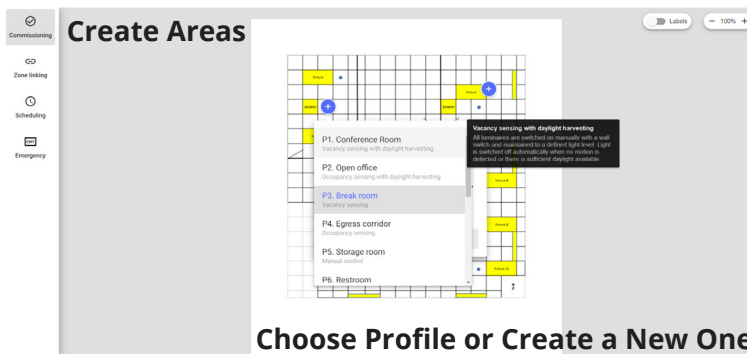 Create Areas
Labels
− 100% +
Commissioning
Zone linking
Scheduling
EXIT
Emergency
P1. Conference Room
Vacancy sensing with daylight harvesting
P2. Open office
Occupancy sensing with daylight harvesting
P3. Break room
Vacancy sensing
P4. Egress corridor
Occupancy sensing
P5. Storage room
Manual control
P6. Restroom
Vacancy sensing with daylight harvesting
All luminaires are switched on manually with a wall
switch and maintained to a defined light level. Light
is switched off automatically when no motion is
detected or there is sufficient daylight available.
Choose Profile or Create a New One